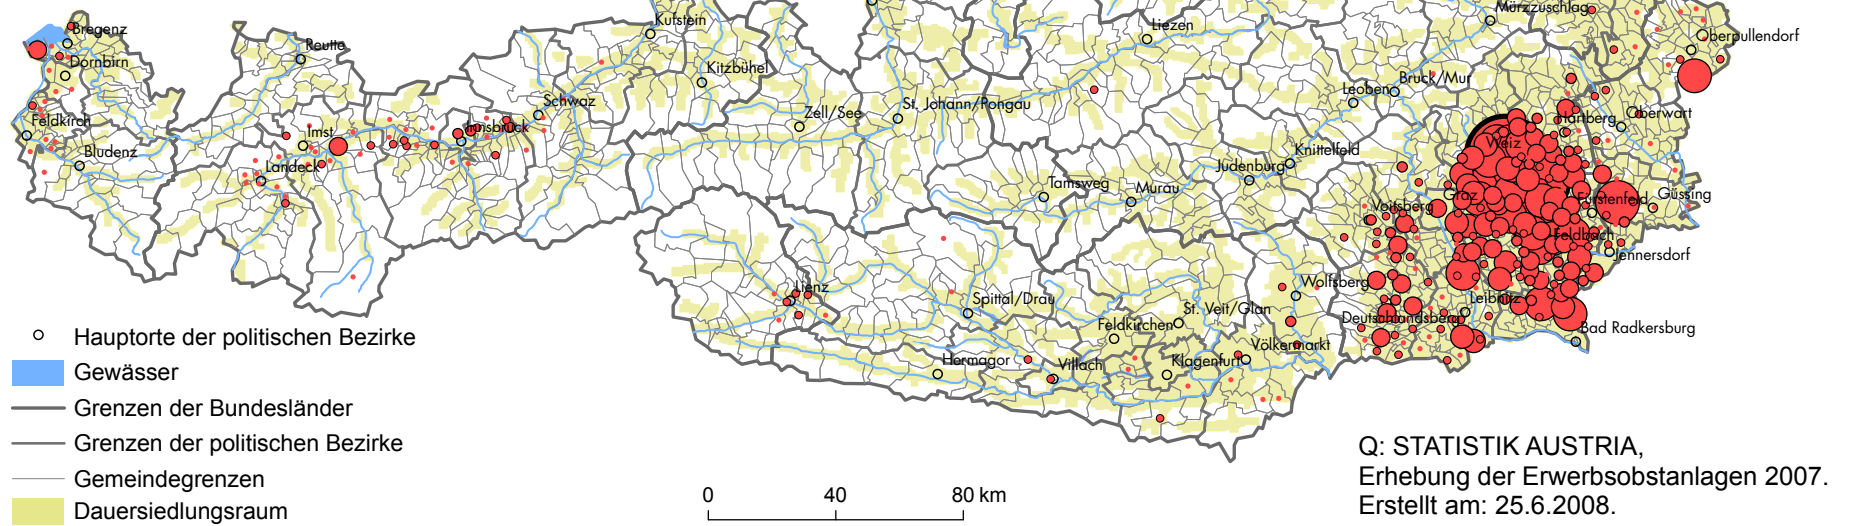 Bregenz
Dornbirn
Feldkirch
Bludenz
Reutte
Imst
Landeck
Innsbruck
Schwaz
Kufstein
Kitzbühel
Zell/See
St. Johann/Pongau
Liezen
Mürzzuschlag
Oberpullendorf
Bruck/Mur
Leoben
Hartberg
Oberwart
Weiz
Knittelfeld
Judenburg
Tamsweg
Murau
Voitsberg
Graz
Fürstenfeld
Güssing
Feldbach
Jennersdorf
Lienz
Spittal/Drau
Wolfsberg
St. Veit/Glan
Feldkirchen
Leibnitz
Deutschlandsberg
Bad Radkersburg
Hermagor
Villach
Klagenfurt
Völkermarkt
Hauptorte der politischen Bezirke
Gewässer
Grenzen der Bundesländer
Grenzen der politischen Bezirke
Gemeindegrenzen
Dauersiedlungsraum
0 40 80 km
Q: STATISTIK AUSTRIA,
Erhebung der Erwerbsobstanlagen 2007.
Erstellt am: 25.6.2008.